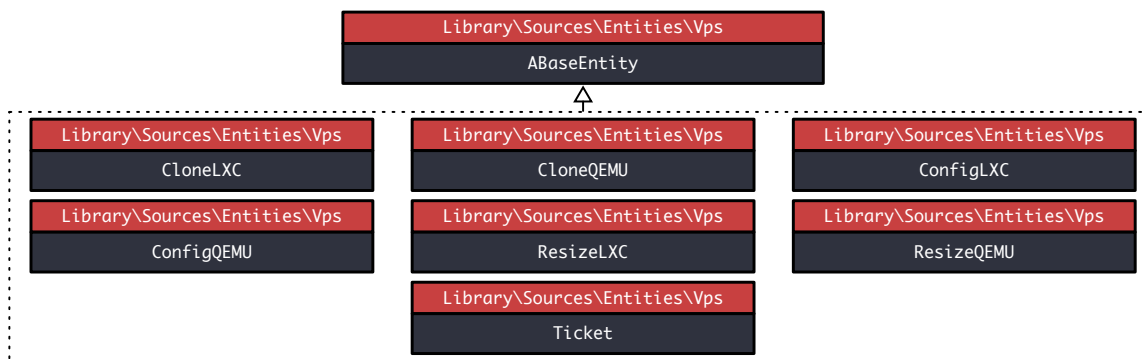 Library\Sources\Entities\Vps
ABaseEntity
Library\Sources\Entities\Vps
CloneLXC
Library\Sources\Entities\Vps
CloneQEMU
Library\Sources\Entities\Vps
ConfigLXC
Library\Sources\Entities\Vps
ConfigQEMU
Library\Sources\Entities\Vps
ResizeLXC
Library\Sources\Entities\Vps
ResizeQEMU
Library\Sources\Entities\Vps
Ticket